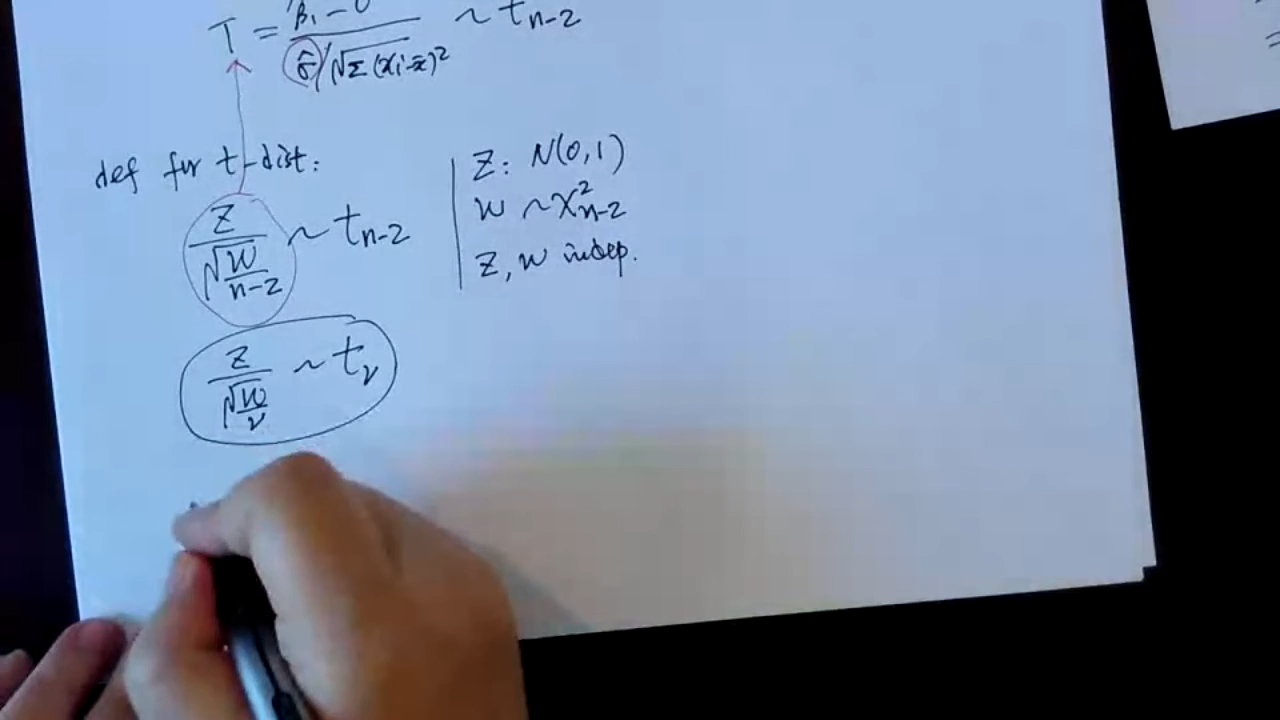 T = β̂₁ - 0 / σ̂/√Σ(xᵢ-x̄)² ~ tₙ₋₂
def for t-dist:
Z / √W/n-2 ~ tₙ₋₂
Z: N(0,1)
W ~ χ²ₙ₋₂
Z, W indep.
Z / √W/ν ~ t_ν